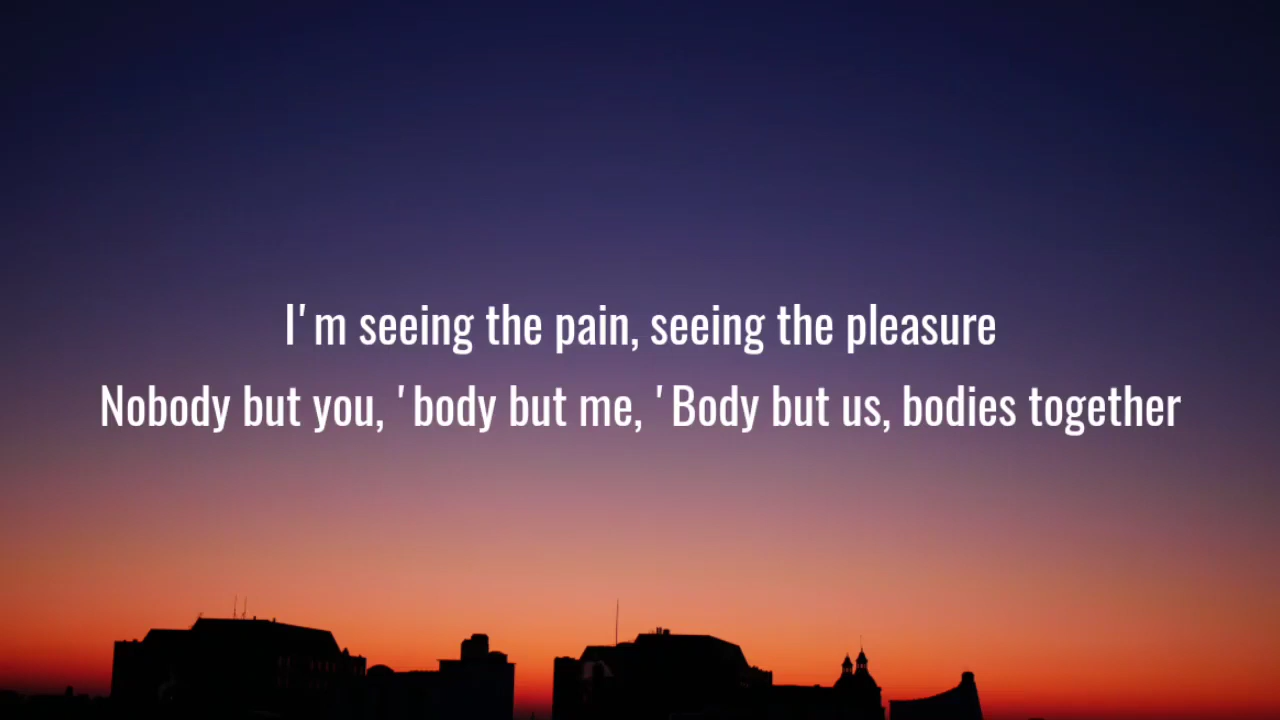 I'm seeing the pain, seeing the pleasure
Nobody but you, 'body but me, 'Body but us, bodies together